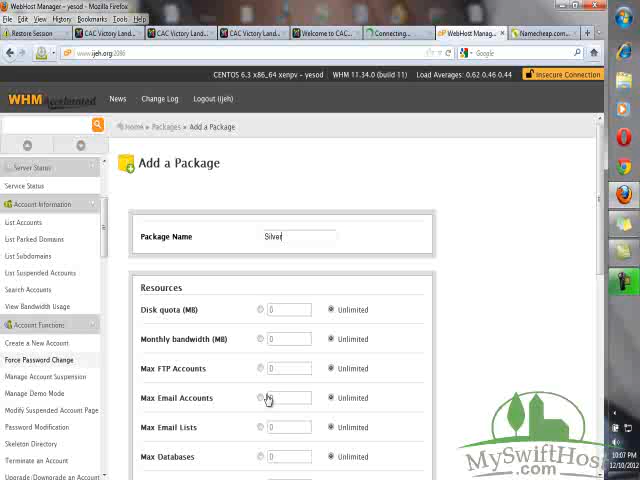 WebHost Manager - yesod - Mozilla Firefox
Edit View History Bookmarks Tools Help
Restore Session
CAC Victory Land...
CAC Victory Land...
CAC Victory Land...
Welcome to CAC...
Connecting...
WebHost Manager...
Namecheap.com...
www.ijeh.org:2086
Google
CENTOS 6.3 x86_64 xenpv - yesod WHM 11.34.0 (build 11) Load Averages: 0.62 0.46 0.44
Insecure Connection
WHM Accelerated
News Change Log Logout (ijeh)
Home » Packages » Add a Package
Server Status
Service Status
Account Information
List Accounts
List Parked Domains
List Subdomains
List Suspended Accounts
Search Accounts
View Bandwidth Usage
Account Functions
Create a New Account
Force Password Change
Manage Account Suspension
Manage Demo Mode
Modify Suspended Account Page
Password Modification
Skeleton Directory
Terminate an Account
Upgrade/Downgrade an
Add a Package
Package Name Silver
Resources
Disk quota (MB) 0 Unlimited
Monthly bandwidth (MB) 0 Unlimited
Max FTP Accounts 0 Unlimited
Max Email Accounts Unlimited
Max Email Lists 0 Unlimited
Max Databases 0 Unlimited
MySwiftHost
.com
10:07 PM
12/10/2012